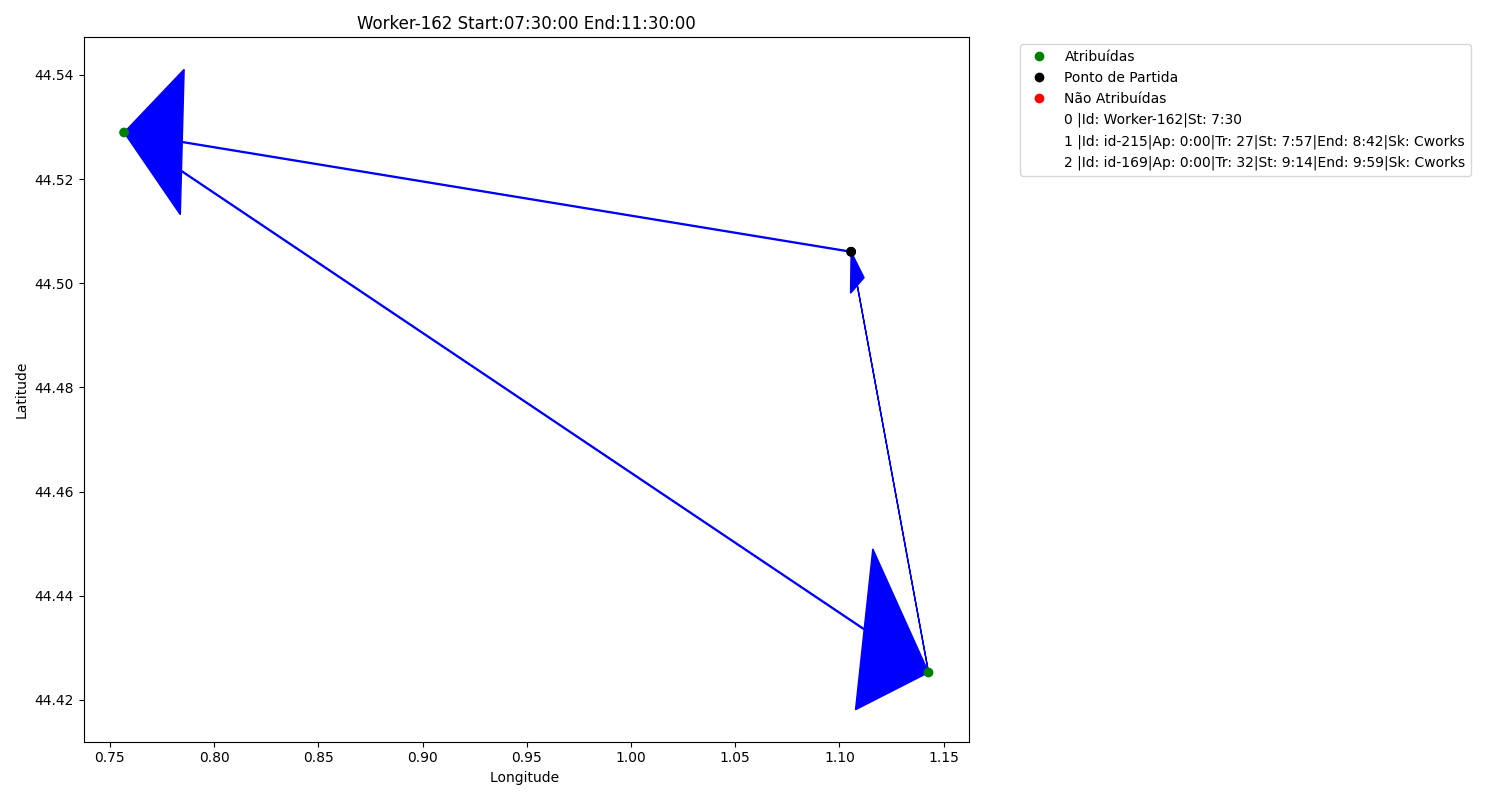 Worker-162 Start:07:30:00 End:11:30:00
44.54
44.52
44.50
44.48
44.46
44.44
44.42
Latitude
0.75 0.80 0.85 0.90 0.95 1.00 1.05 1.10 1.15
Longitude
Atribuídas
Ponto de Partida
Não Atribuídas
0 |Id: Worker-162|St: 7:30
1 |Id: id-215|Ap: 0:00|Tr: 27|St: 7:57|End: 8:42|Sk: Cworks
2 |Id: id-169|Ap: 0:00|Tr: 32|St: 9:14|End: 9:59|Sk: Cworks